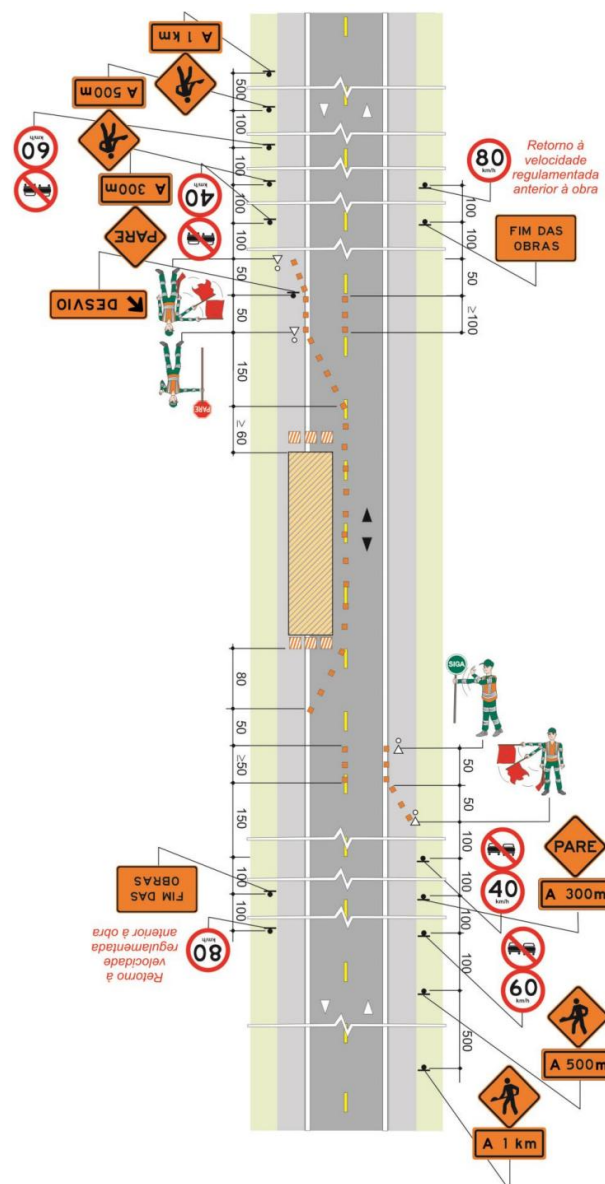 A 1 km
500
A 500 m
100
60
km/h
100
A 300 m
40
km/h
100
PARE
100
DESVIO
50
50
PARE
150
≥ 60
80
km/h
Retorno à
velocidade
regulamentada
anterior à obra
100
FIM DAS
OBRAS
100
50
≥100
80
50
≥50
150
100
FIM DAS
OBRAS
100
80
km/h
Retorno à
velocidade
regulamentada
anterior à obra
SIGA
50
50
100
PARE
A 300m
40
km/h
100
100
60
km/h
100
A 500m
500
A 1 km